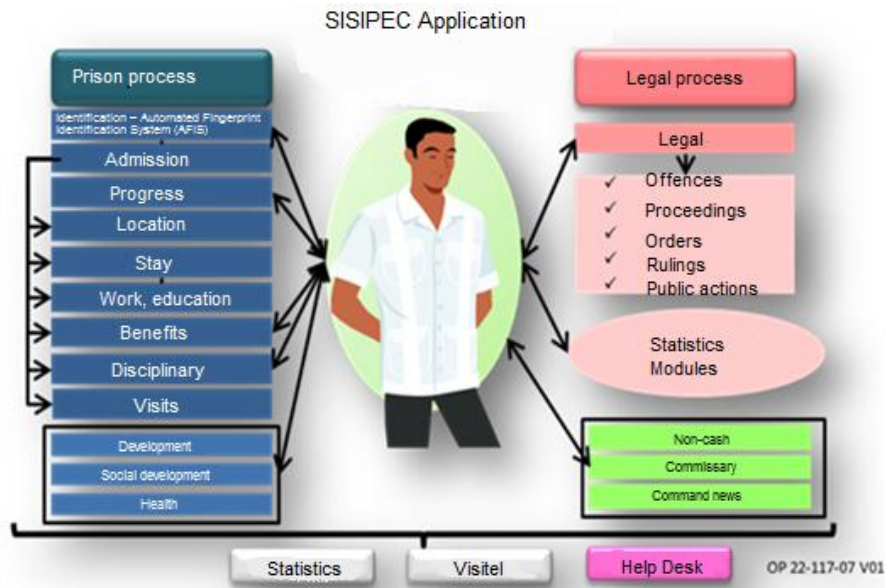 SISIPEC Application
Prison process
Identification – Automated Fingerprint
Identification System (AFIS)
Admission
Progress
Location
Stay
Work, education
Benefits
Disciplinary
Visits
Development
Social development
Health
Legal process
Legal
✓ Offences
✓ Proceedings
✓ Orders
✓ Rulings
✓ Public actions
Statistics
Modules
Non-cash
Commissary
Command news
Statistics
Visitel
Help Desk
OP 22-117-07 V01